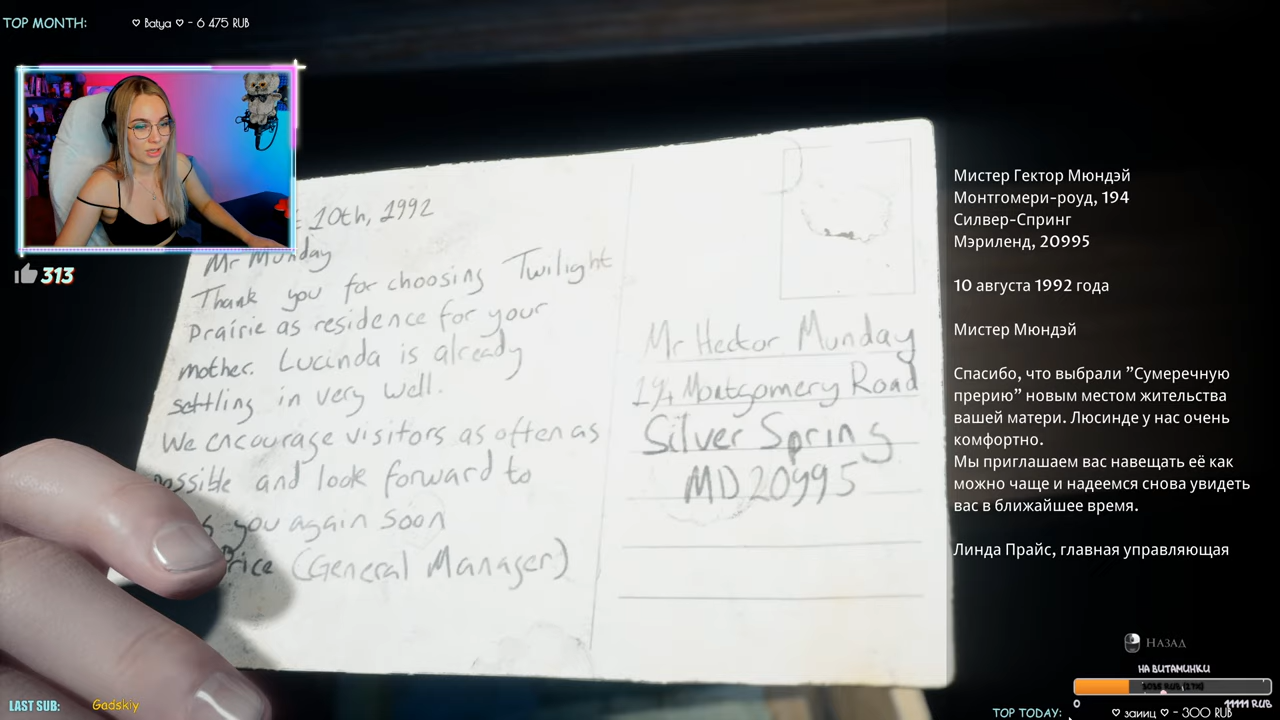 TOP MONTH:
♡ Batya ♡ - 6 475 RUB
313
10th, 1992
Mr Munday
Thank you for choosing Twilight
Prairie as residence for your
mother. Lucinda is already
settling in very well.
We encourage visitors as often as
possible and look forward to
you again soon
(General Manager)
Mr Hector Munday
194 Montgomery Road
Silver Spring
MD 20995
Мистер Гектор Мюндэй
Монтгомери-роуд, 194
Силвер-Спринг
Мэриленд, 20995
10 августа 1992 года
Мистер Мюндэй
Спасибо, что выбрали "Сумеречную
прерию" новым местом жительства
вашей матери. Люсинде у нас очень
комфортно.
Мы приглашаем вас навещать её как
можно чаще и надеемся снова увидеть
вас в ближайшее время.
Линда Прайс, главная управляющая
НАЗАД
НА ВИТАМИНКИ
0
11111 RUB
LAST SUB:
Gadskiy
TOP TODAY:
♡ зайиц ♡ - 300 RUB